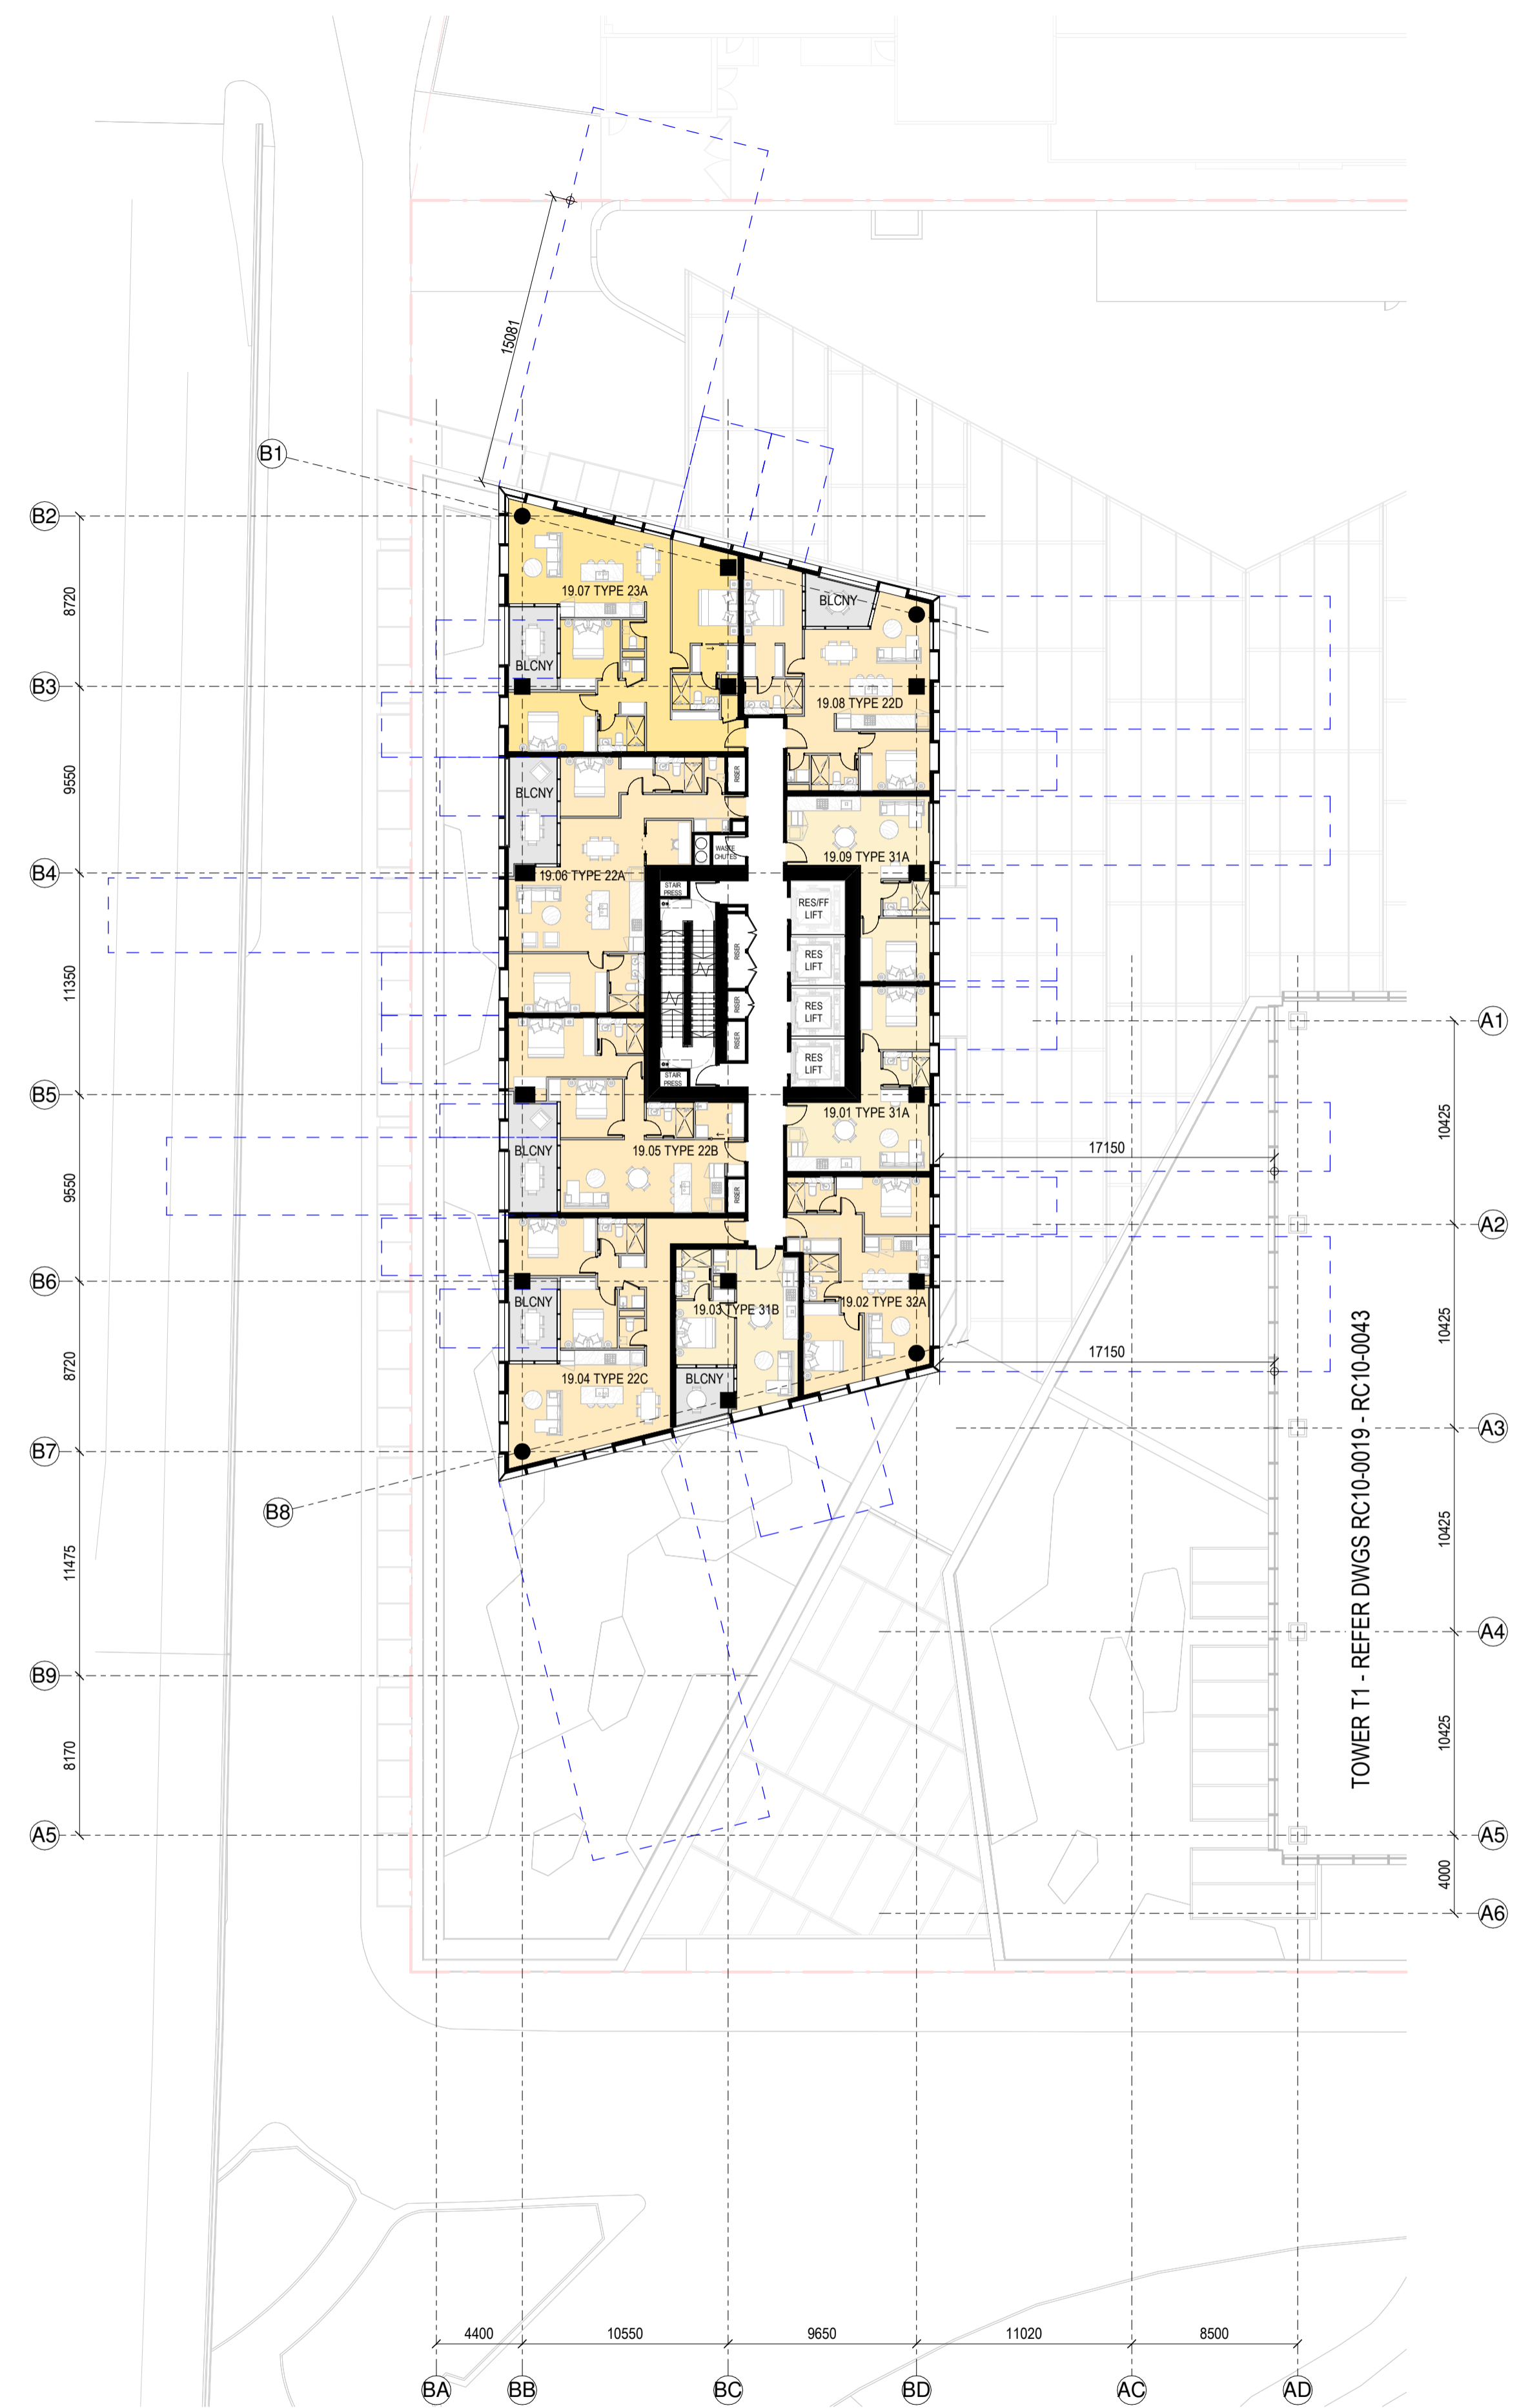 15081
B1
B2
8720
19.07 TYPE 23A
BLCNY
BLCNY
B3
19.08 TYPE 22D
9550
RISER
BLCNY
WASTE
CHUTES
19.09 TYPE 31A
B4
19.06 TYPE 22A
STAIR
PRESS
RES/FF
LIFT
RISER
RES
LIFT
11350
RISER
RES
LIFT
A1
RISER
RES
LIFT
STAIR
PRESS
B5
19.01 TYPE 31A
10425
BLCNY
19.05 TYPE 22B
17150
9550
RISER
A2
B6
BLCNY
19.03 TYPE 31B
19.02 TYPE 32A
10425
17150
8720
19.04 TYPE 22C
BLCNY
A3
B7
B8
TOWER T1 - REFER DWGS RC10-0019 - RC10-0043
11475
10425
A4
B9
8170
10425
A5
A5
4000
A6
4400
10550
9650
11020
8500
BA
BB
BC
BD
AC
AD